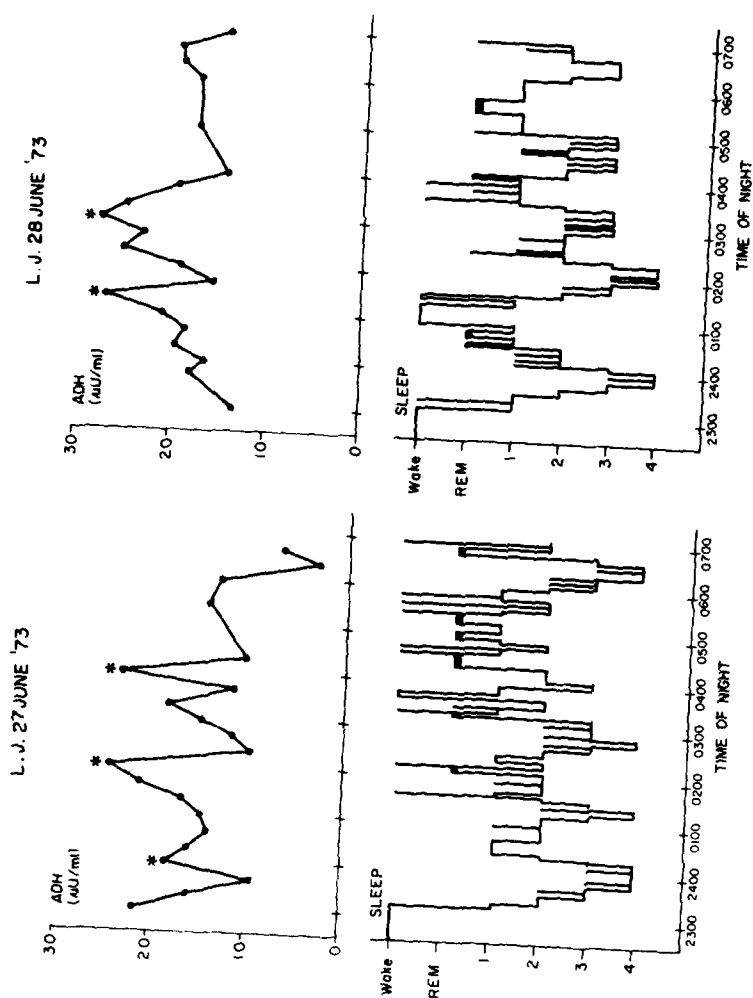 L.J. 27 JUNE '73
ADH
(µU/ml)
30
20
10
0
*
*
*
SLEEP
Wake
REM
1
2
3
4
2300 2400 0100 0200 0300 0400 0500 0600 0700
TIME OF NIGHT
L.J. 28 JUNE '73
ADH
(µU/ml)
30
20
10
0
*
*
SLEEP
Wake
REM
1
2
3
4
2300 2400 0100 0200 0300 0400 0500 0600 0700
TIME OF NIGHT